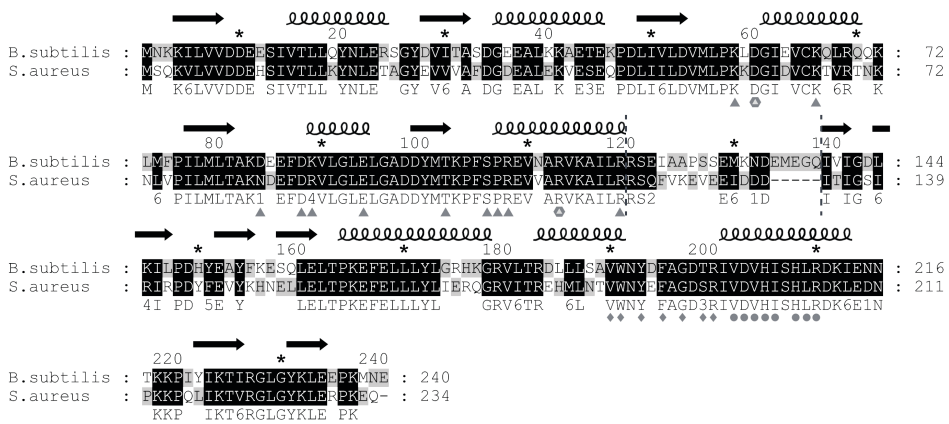 * 20 * 40 * 60 *
B.subtilis : MNKKILVVDDEESIVTLLQYNLERSGYDVITASDGEEALKKAETEKPDLIVLDVMLPKLDGIEVCKQLRQQK : 72
S.aureus : MSQKVLVVDDEHSIVTLLKYNLETAGYEVVVAFDGDEALEKVESEQPDLIILDVMLPKKDGIDVCKTVRTNK : 72
M  K6LVVDDE SIVTLL YNLE  GY V6 A DG EAL K E3E PDLI6LDVMLPK DGI VCK 6R  K
80 * 100 * 120 * 140
B.subtilis : LMFPILMLTAKDEEFDKVLGLELGADDYMTKPFSPREVNARVKAILRRSEIAAPSSEMKNDEMEGQIVIGDL : 144
S.aureus : NLVPILMLTAKNDEFDRVLGLELGADDYMTKPFSPREVVARVKAILRRSQFVKEVEEIDDD-----ITIGSI : 139
6 PILMLTAK1 EFD4VLGLELGADDYMTKPFSPREV ARVKAILRRS2       E6 1D     I IG 6
* 160 * 180 * 200 *
B.subtilis : KILPDHYEAYFKESQLELTPKEFELLLYLGRHKGRVLTRDLLLSAVWNYDFAGDTRIVDVHISHLRDKIENN : 216
S.aureus : RIRPDYFEVYKHNELLELTPKEFELLLYLIERQGRVITREHMLNTVWNYEFAGDSRIVDVHISHLRDKLEDN : 211
4I PD 5E Y     LELTPKEFELLLYL    GRV6TR   6L  VWNY FAGD3RIVDVHISHLRDK6E1N
220 * 240
B.subtilis : TKKPIYIKTIRGLGYKLEEPKMNE : 240
S.aureus : PKKPQLIKTVRGLGYKLERPKEQ- : 234
KKP  IKT6RGLGYKLE PK